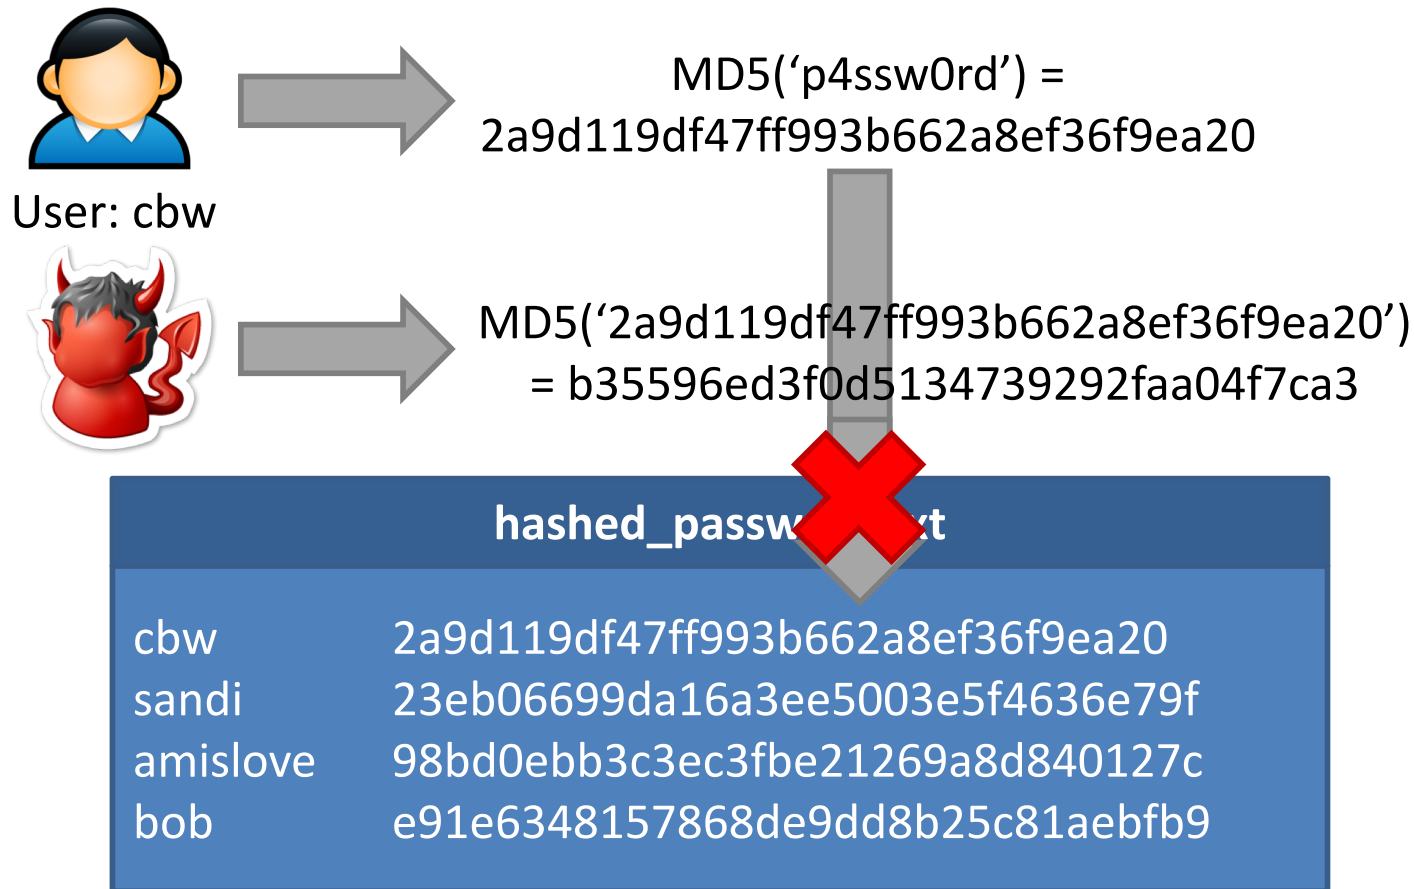 MD5(‘p4ssw0rd’) =
2a9d119df47ff993b662a8ef36f9ea20
User: cbw
MD5(‘2a9d119df47ff993b662a8ef36f9ea20’)
= b35596ed3f0d5134739292faa04f7ca3
cbw 2a9d119df47ff993b662a8ef36f9ea20
sandi 23eb06699da16a3ee5003e5f4636e79f
amislove 98bd0ebb3c3ec3fbe21269a8d840127c
bob e91e6348157868de9dd8b25c81aebfb9